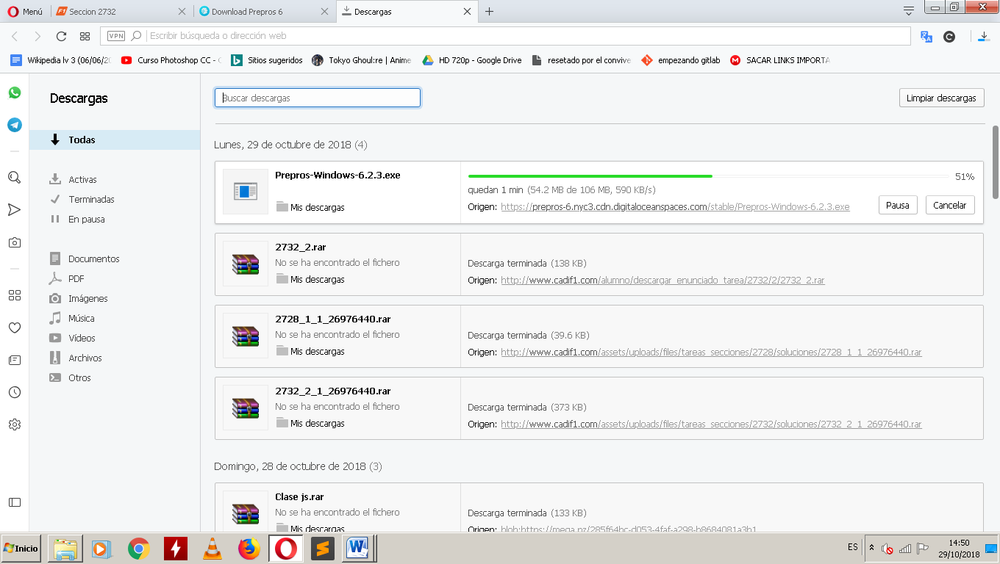 Menú
F1 Seccion 2732
Download Prepros 6
Descargas
VPN Escribir búsqueda o dirección web
Wikipedia lv 3 (06/06/20
Curso Photoshop CC - (
Sitios sugeridos
Tokyo Ghoul:re | Anime
HD 720p - Google Drive
resetado por el convive
empezando gitlab
SACAR LINKS IMPORTA
Descargas
Todas
Activas
Terminadas
En pausa
Documentos
PDF
Imágenes
Música
Vídeos
Archivos
Otros
Buscar descargas
Limpiar descargas
Lunes, 29 de octubre de 2018 (4)
Prepros-Windows-6.2.3.exe
Mis descargas
51%
quedan 1 min (54.2 MB de 106 MB, 590 KB/s)
Origen: https://prepros-6.nyc3.cdn.digitaloceanspaces.com/stable/Prepros-Windows-6.2.3.exe
Pausa
Cancelar
2732_2.rar
No se ha encontrado el fichero
Mis descargas
Descarga terminada (138 KB)
Origen: http://www.cadif1.com/alumno/descargar_enunciado_tarea/2732/2/2732_2.rar
2728_1_1_26976440.rar
No se ha encontrado el fichero
Mis descargas
Descarga terminada (39.6 KB)
Origen: http://www.cadif1.com/assets/uploads/files/tareas_secciones/2728/soluciones/2728_1_1_26976440.rar
2732_2_1_26976440.rar
No se ha encontrado el fichero
Mis descargas
Descarga terminada (373 KB)
Origen: http://www.cadif1.com/assets/uploads/files/tareas_secciones/2732/soluciones/2732_2_1_26976440.rar
Domingo, 28 de octubre de 2018 (3)
Clase js.rar
No se ha encontrado el fichero
Mis descargas
Descarga terminada (133 KB)
Origen: blob:https://mega.nz/285f64bc-d053-4faf-a298-b8684081a3b1
Inicio
ES
14:50
29/10/2018